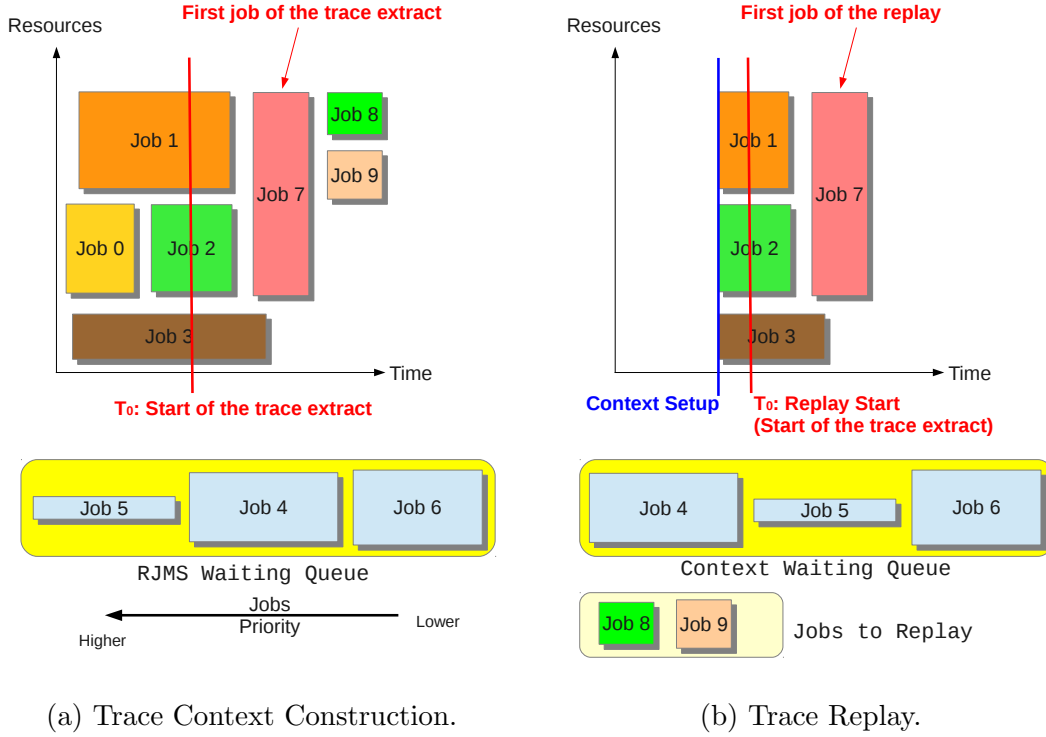 First job of the trace extract
Resources
Job 1
Job 8
Job 9
Job 7
Job 0
Job 2
Job 3
Time
T₀: Start of the trace extract
Job 5
Job 4
Job 6
RJMS Waiting Queue
Jobs
Priority
Higher
Lower
(a) Trace Context Construction.
First job of the replay
Resources
Job 1
Job 7
Job 2
Job 3
Time
Context Setup
T₀: Replay Start
(Start of the trace extract)
Job 4
Job 5
Job 6
Context Waiting Queue
Job 8
Job 9
Jobs to Replay
(b) Trace Replay.